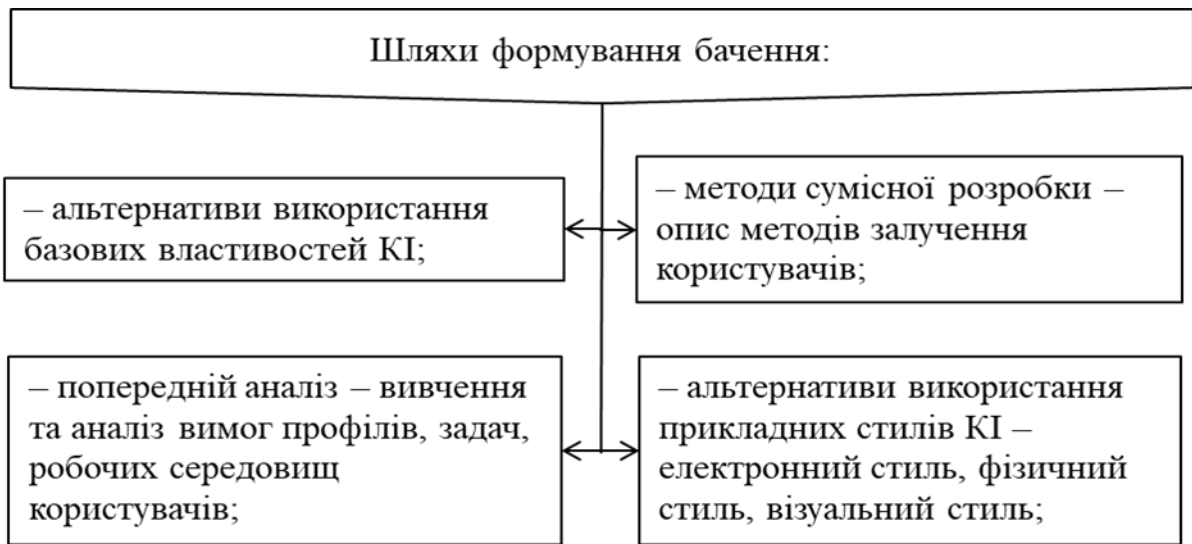 Шляхи формування бачення:
– альтернативи використання
базових властивостей КІ;
– методи сумісної розробки –
опис методів залучення
користувачів;
– попередній аналіз – вивчення
та аналіз вимог профілів, задач,
робочих середовищ
користувачів;
– альтернативи використання
прикладних стилів КІ –
електронний стиль, фізичний
стиль, візуальний стиль;